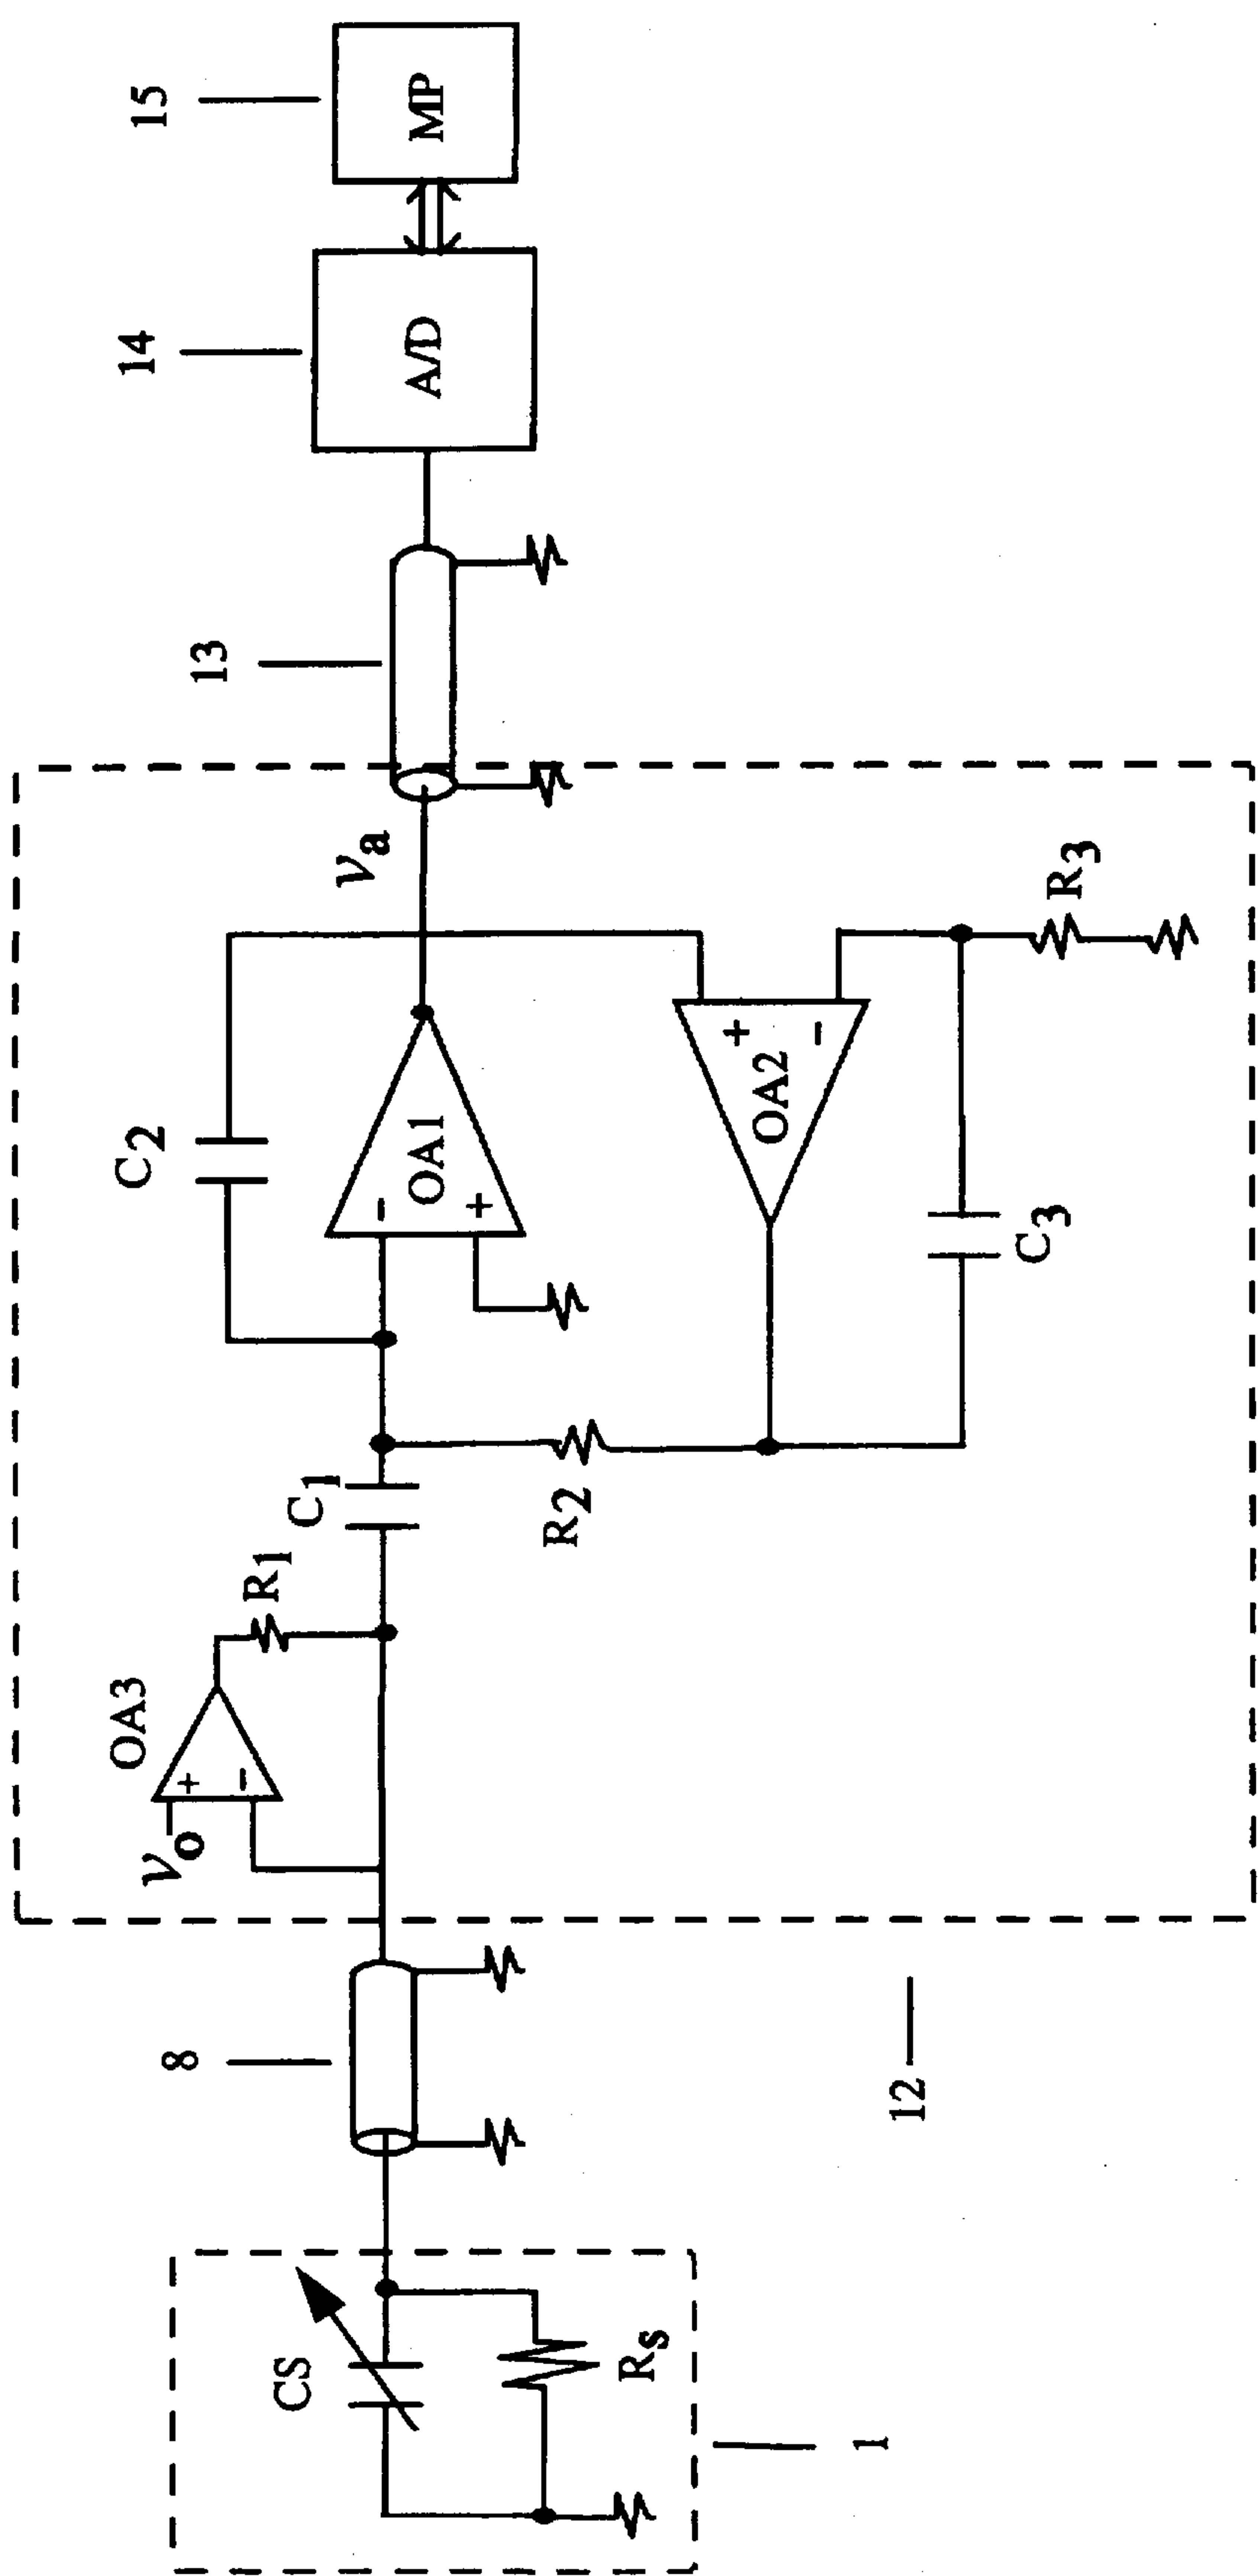 CS
Rs
1
8
12
vo
+
-
OA3
R1
C1
R2
C2
-
+
OA1
va
+
-
OA2
C3
R3
13
14
A/D
15
MP